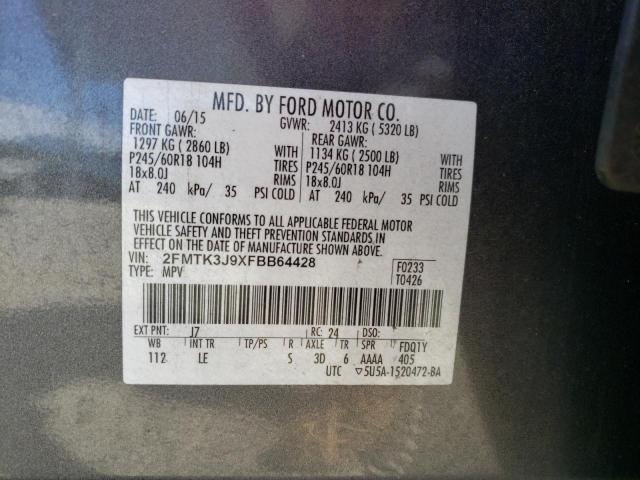 MFD. BY FORD MOTOR CO.
DATE: 06/15 GVWR: 2413 KG ( 5320 LB)
FRONT GAWR: REAR GAWR:
1297 KG ( 2860 LB) WITH 1134 KG ( 2500 LB) WITH
P245/60R18 104H TIRES P245/60R18 104H TIRES
18x8.0J RIMS 18x8.0J RIMS
AT 240 kPa/ 35 PSI COLD AT 240 kPa/ 35 PSI COLD
THIS VEHICLE CONFORMS TO ALL APPLICABLE FEDERAL MOTOR
VEHICLE SAFETY AND THEFT PREVENTION STANDARDS IN
EFFECT ON THE DATE OF MANUFACTURE SHOWN ABOVE.
VIN: 2FMTK3J9XFBB64428 F0233
TYPE: MPV T0426
EXT PNT: J7 RC: 24 DSO:
WB INT TR TP/PS R AXLE TR SPR FDQTY
112 LE S 3D 6 AAAA 405
UTC ▽5U5A-1520472-BA